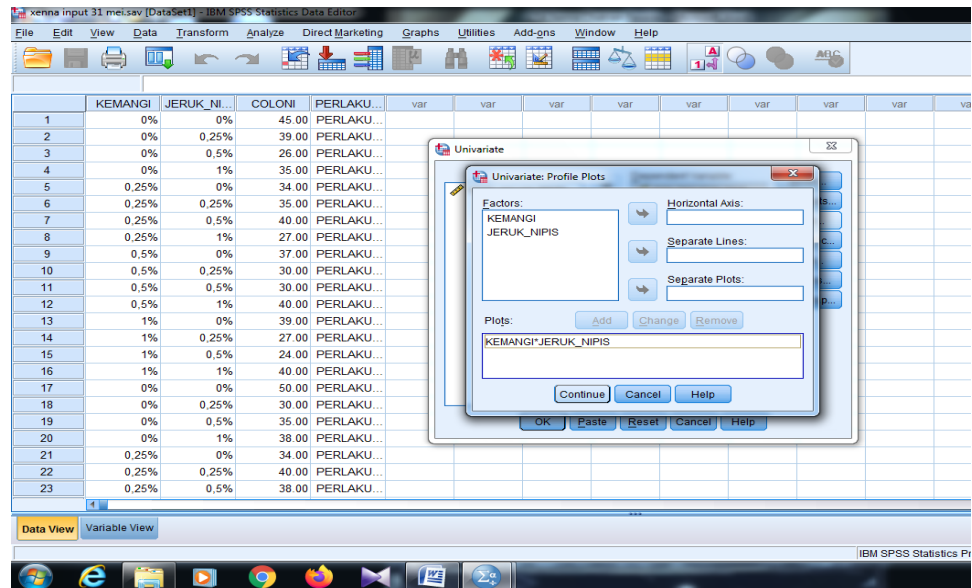 xenna input 31 mei.sav [DataSet1] - IBM SPSS Statistics Data Editor
File Edit View Data Transform Analyze Direct Marketing Graphs Utilities Add-ons Window Help
KEMANGI JERUK_NI... COLONI PERLAKU... var var var var var var var var va
1 0% 0% 45.00 PERLAKU...
2 0% 0,25% 39.00 PERLAKU...
3 0% 0,5% 26.00 PERLAKU...
4 0% 1% 35.00 PERLAKU...
5 0,25% 0% 34.00 PERLAKU...
6 0,25% 0,25% 35.00 PERLAKU...
7 0,25% 0,5% 40.00 PERLAKU...
8 0,25% 1% 27.00 PERLAKU...
9 0,5% 0% 37.00 PERLAKU...
10 0,5% 0,25% 30.00 PERLAKU...
11 0,5% 0,5% 30.00 PERLAKU...
12 0,5% 1% 40.00 PERLAKU...
13 1% 0% 39.00 PERLAKU...
14 1% 0,25% 27.00 PERLAKU...
15 1% 0,5% 24.00 PERLAKU...
16 1% 1% 40.00 PERLAKU...
17 0% 0% 50.00 PERLAKU...
18 0% 0,25% 30.00 PERLAKU...
19 0% 0,5% 35.00 PERLAKU...
20 0% 1% 38.00 PERLAKU...
21 0,25% 0% 34.00 PERLAKU...
22 0,25% 0,25% 40.00 PERLAKU...
23 0,25% 0,5% 38.00 PERLAKU...
Univariate
Univariate: Profile Plots
Factors:
KEMANGI
JERUK_NIPIS
Horizontal Axis:
Separate Lines:
Separate Plots:
Plots: Add Change Remove
KEMANGI*JERUK_NIPIS
Continue Cancel Help
OK Paste Reset Cancel Help
Data View Variable View
IBM SPSS Statistics Pr